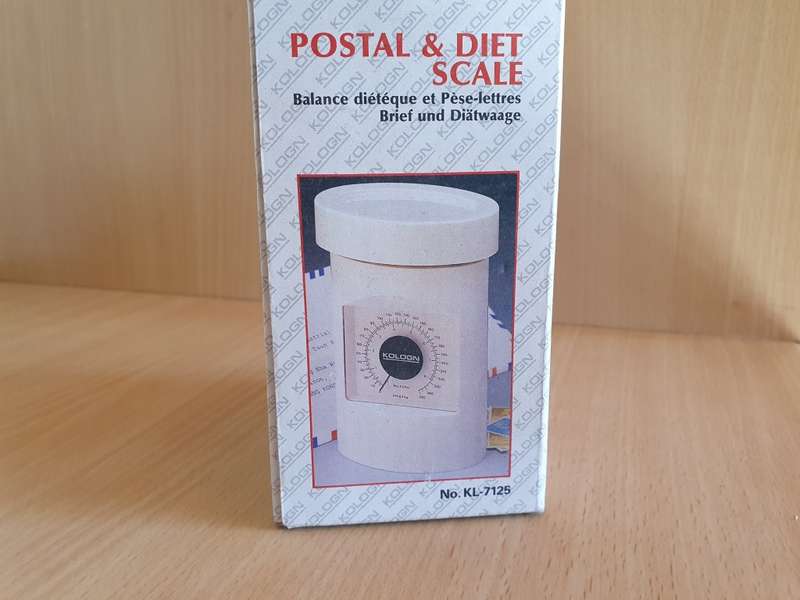 POSTAL & DIET
SCALE
Balance diétéque et Pèse-lettres
Brief und Diätwaage
KOLOGN
No. KL-7125